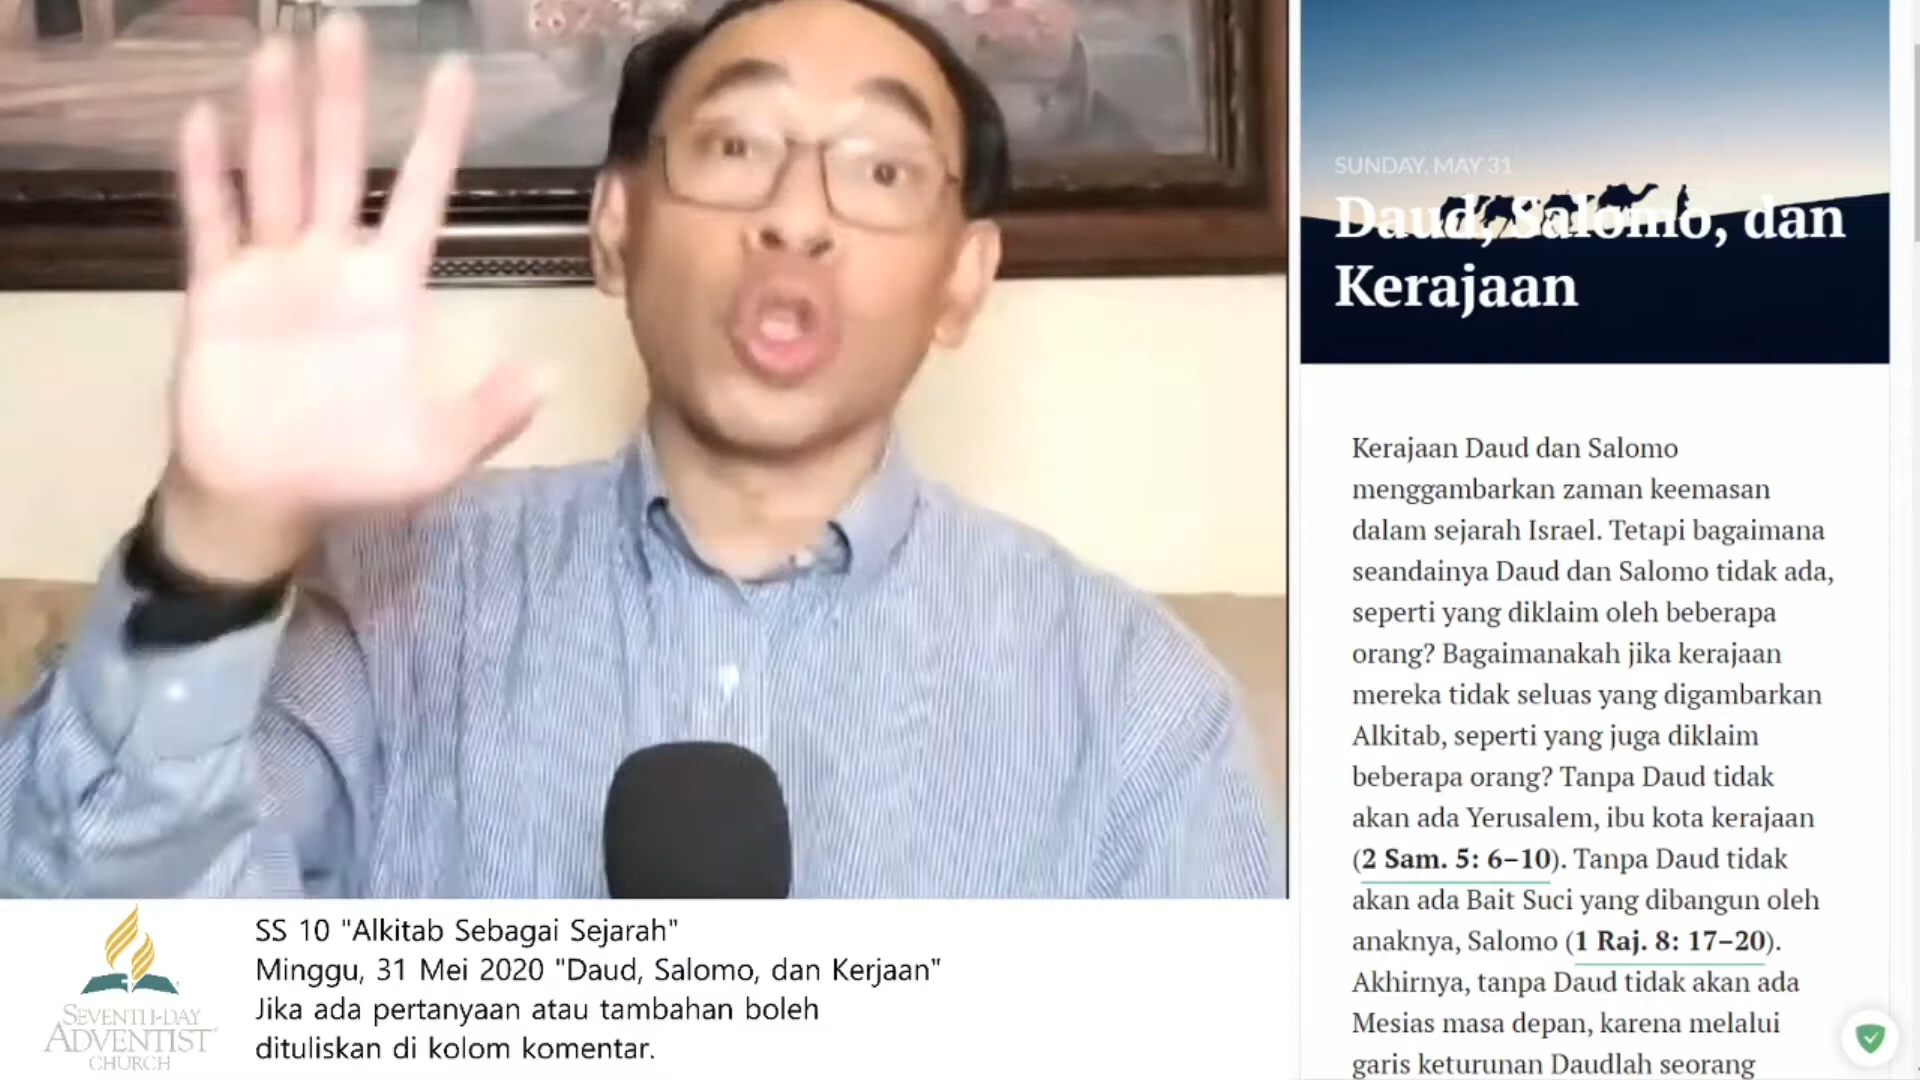 SUNDAY, MAY 31
Daud, Salomo, dan
Kerajaan
Kerajaan Daud dan Salomo
menggambarkan zaman keemasan
dalam sejarah Israel. Tetapi bagaimana
seandainya Daud dan Salomo tidak ada,
seperti yang diklaim oleh beberapa
orang? Bagaimanakah jika kerajaan
mereka tidak seluas yang digambarkan
Alkitab, seperti yang juga diklaim
beberapa orang? Tanpa Daud tidak
akan ada Yerusalem, ibu kota kerajaan
(2 Sam. 5: 6–10). Tanpa Daud tidak
akan ada Bait Suci yang dibangun oleh
anaknya, Salomo (1 Raj. 8: 17–20).
Akhirnya, tanpa Daud tidak akan ada
Mesias masa depan, karena melalui
garis keturunan Daudlah seorang
SEVENTH-DAY
ADVENTIST
CHURCH
SS 10 "Alkitab Sebagai Sejarah"
Minggu, 31 Mei 2020 "Daud, Salomo, dan Kerjaan"
Jika ada pertanyaan atau tambahan boleh
dituliskan di kolom komentar.